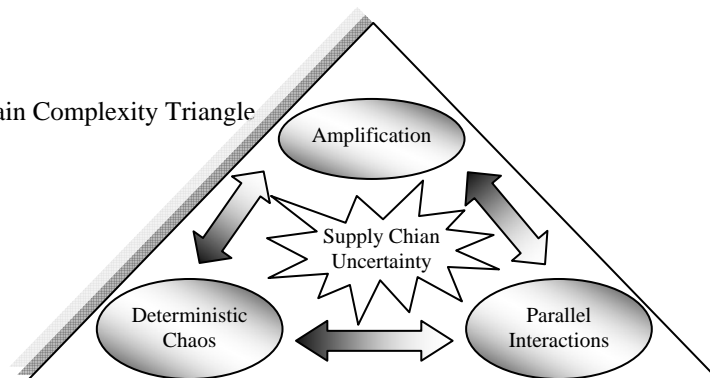 ain Complexity Triangle
Amplification
Supply Chian
Uncertainty
Deterministic
Chaos
Parallel
Interactions